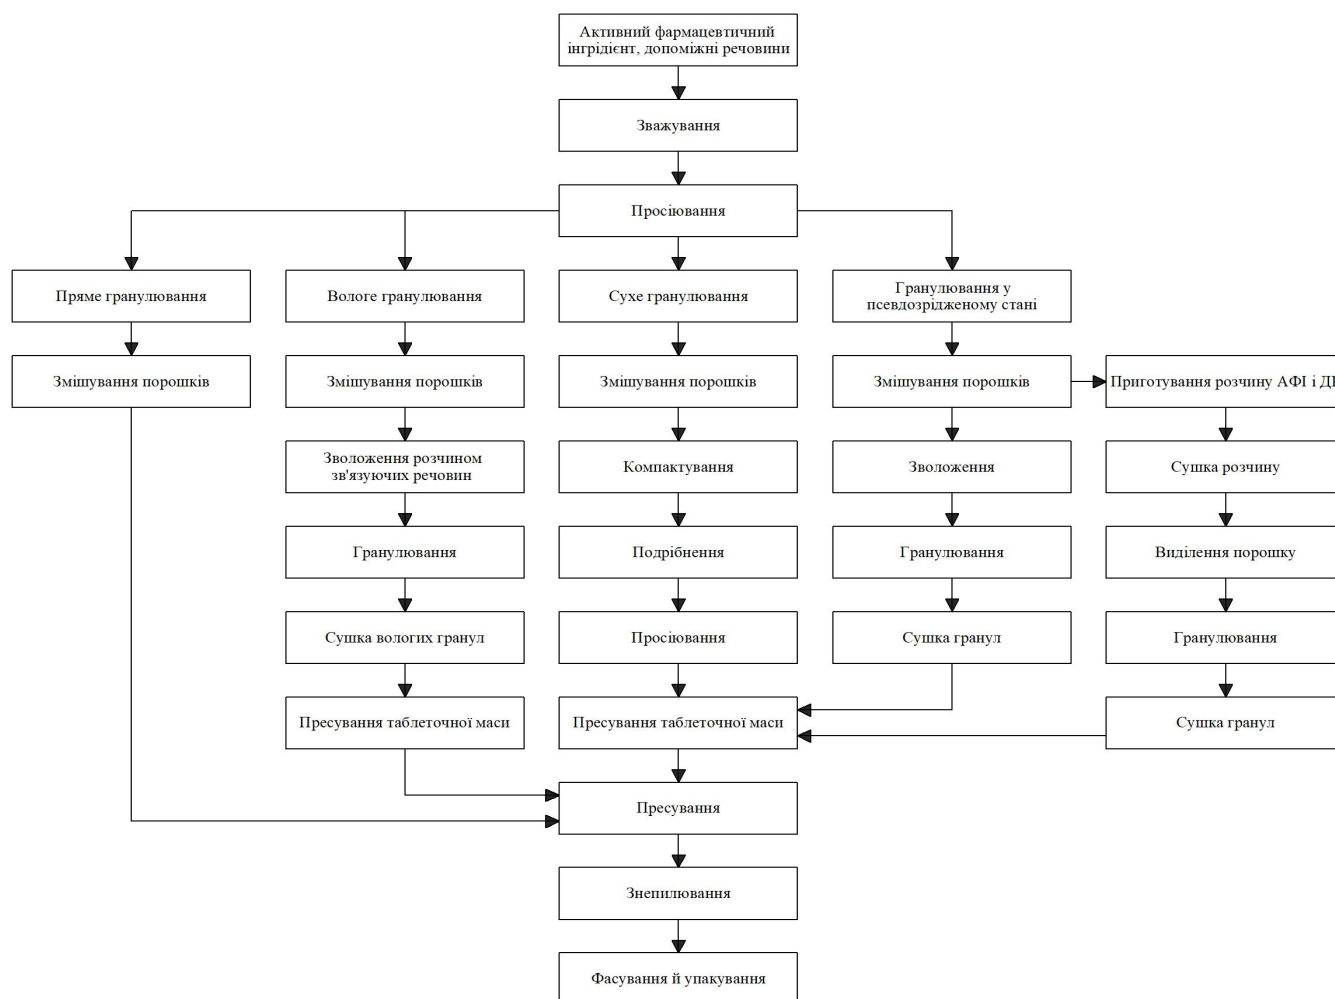 Активний фармацевтичний
інгрідієнт, допоміжні речовини
Зважування
Просіювання
Пряме гранулювання
Вологе гранулювання
Сухе гранулювання
Гранулювання у
псевдозрідженому стані
Змішування порошків
Змішування порошків
Змішування порошків
Змішування порошків
Приготування розчину АФІ і
Зволоження розчином
зв'язуючих речовин
Компактування
Зволоження
Сушка розчину
Гранулювання
Подрібнення
Гранулювання
Виділення порошку
Сушка вологих гранул
Просіювання
Сушка гранул
Гранулювання
Пресування таблеточної маси
Пресування таблеточної маси
Сушка гранул
Пресування
Знепилювання
Фасування й упакування